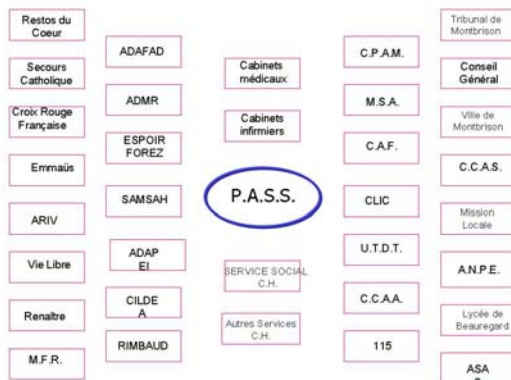 Restos du
Coeur
Secours
Catholique
Croix Rouge
Française
Emmaüs
ARIV
Vie Libre
Renaître
M.F.R.
ADAFAD
ADMR
ESPOIR
FOREZ
SAMSAH
ADAP
EI
CILDE
A
RIMBAUD
Cabinets
médicaux
Cabinets
infirmiers
P.A.S.S.
SERVICE SOCIAL
C.H.
Autres Services
C.H.
C.P.A.M.
M.S.A.
C.A.F.
CLIC
U.T.D.T.
C.C.A.A.
115
Tribunal de
Montbrison
Conseil
Général
Ville de
Montbrison
C.C.A.S.
Mission
Locale
A.N.P.E.
Lycée de
Beauregard
ASA